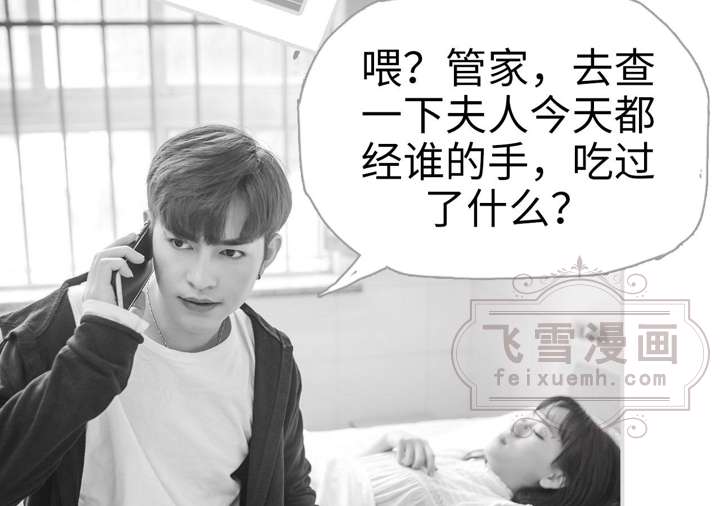 喂？管家，去查
一下夫人今天都
经谁的手，吃过
了什么？
飞雪漫画
feixuemh.com